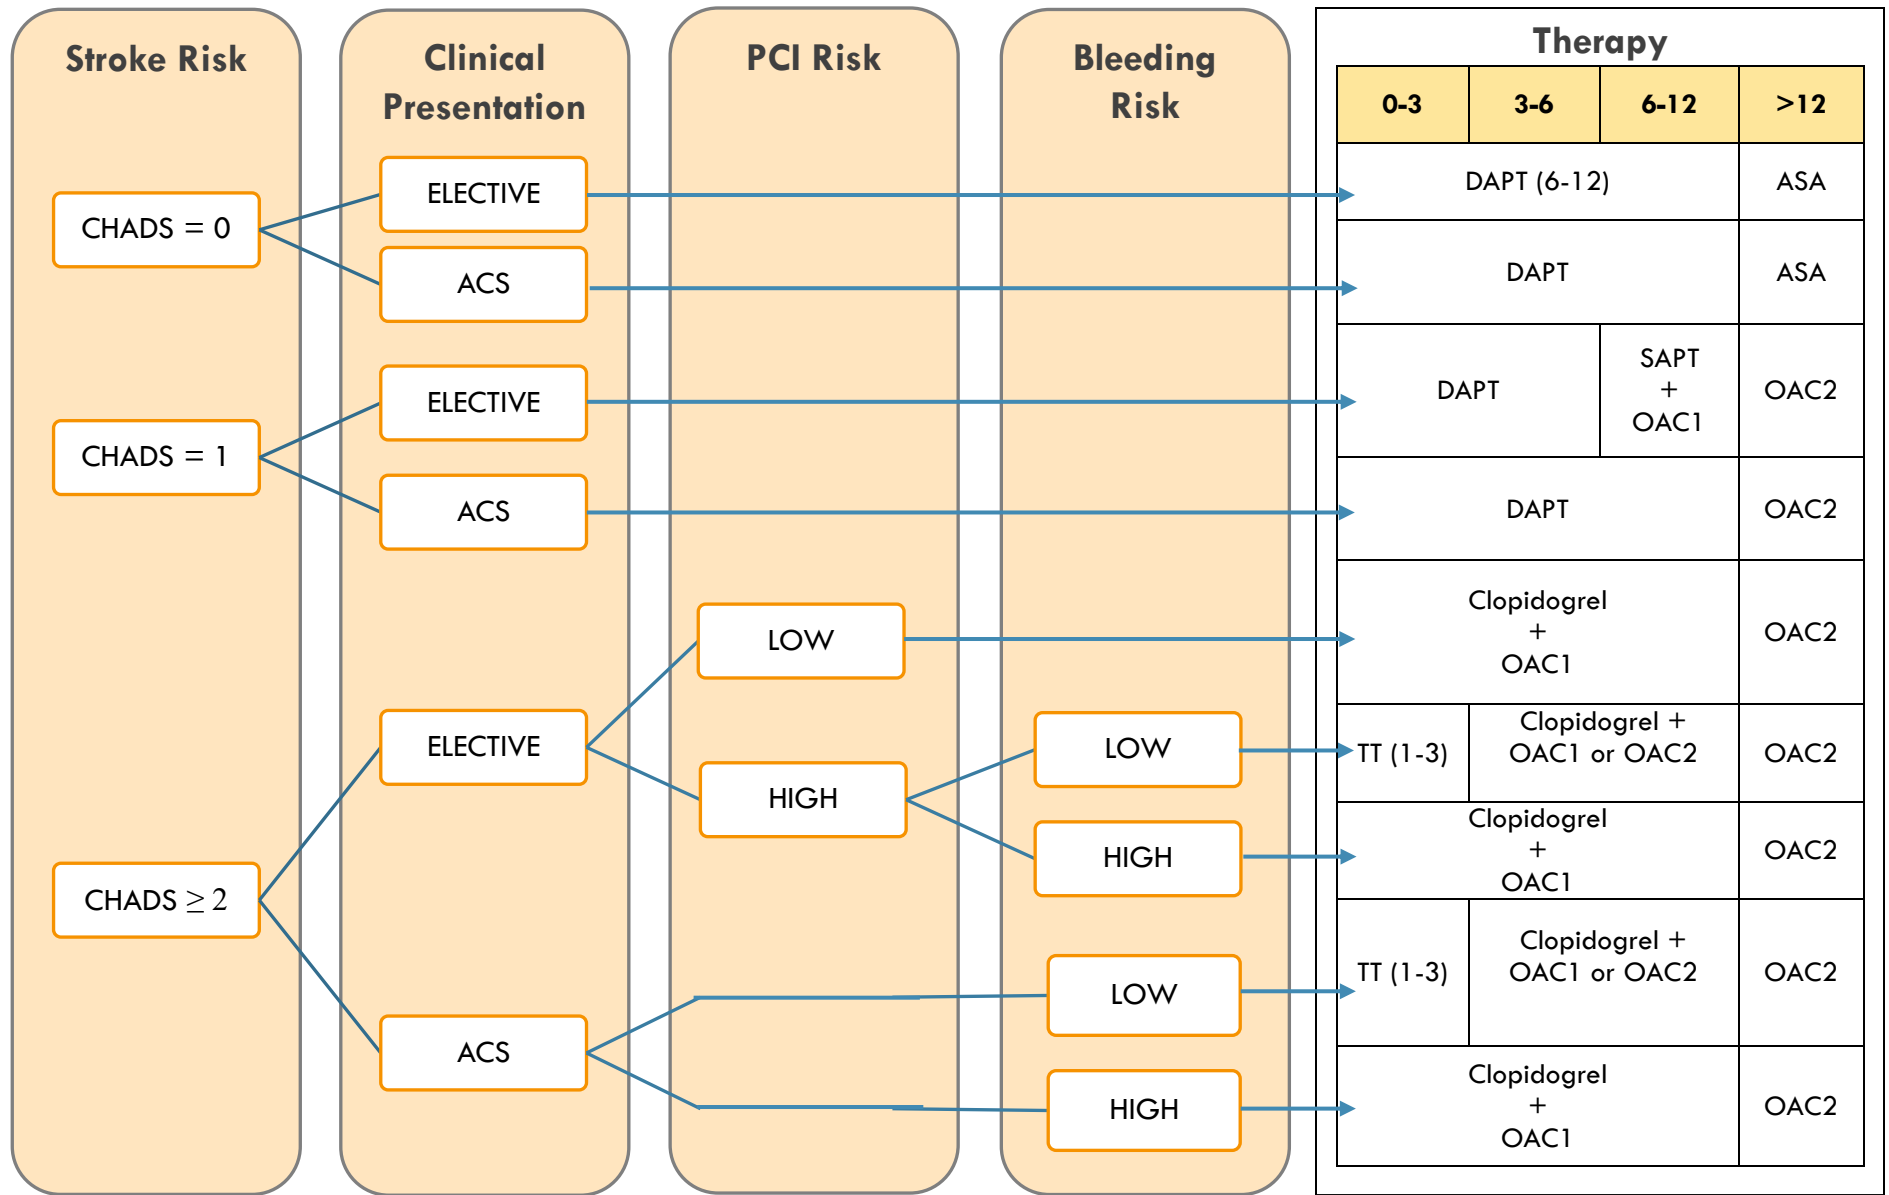 Stroke Risk
Clinical
Presentation
PCI Risk
Bleeding
Risk
Therapy
0-3
3-6
6-12
>12
CHADS = 0
ELECTIVE
DAPT (6-12)
ASA
ACS
DAPT
ASA
CHADS = 1
ELECTIVE
DAPT
SAPT
+
OAC1
OAC2
ACS
DAPT
OAC2
CHADS ≥ 2
ELECTIVE
LOW
Clopidogrel
+
OAC1
OAC2
HIGH
LOW
TT (1-3)
Clopidogrel +
OAC1 or OAC2
OAC2
HIGH
Clopidogrel
+
OAC1
OAC2
ACS
LOW
TT (1-3)
Clopidogrel +
OAC1 or OAC2
OAC2
HIGH
Clopidogrel
+
OAC1
OAC2